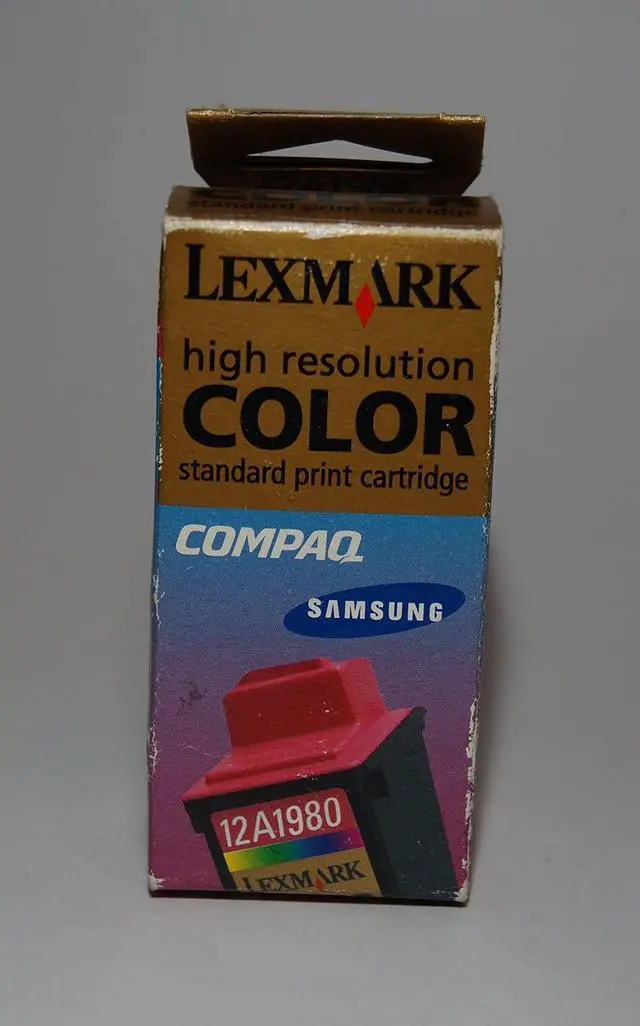 standard print cartridge
LEXMARK
high resolution
COLOR
standard print cartridge
COMPAQ
SAMSUNG
12A1980
LEXMARK